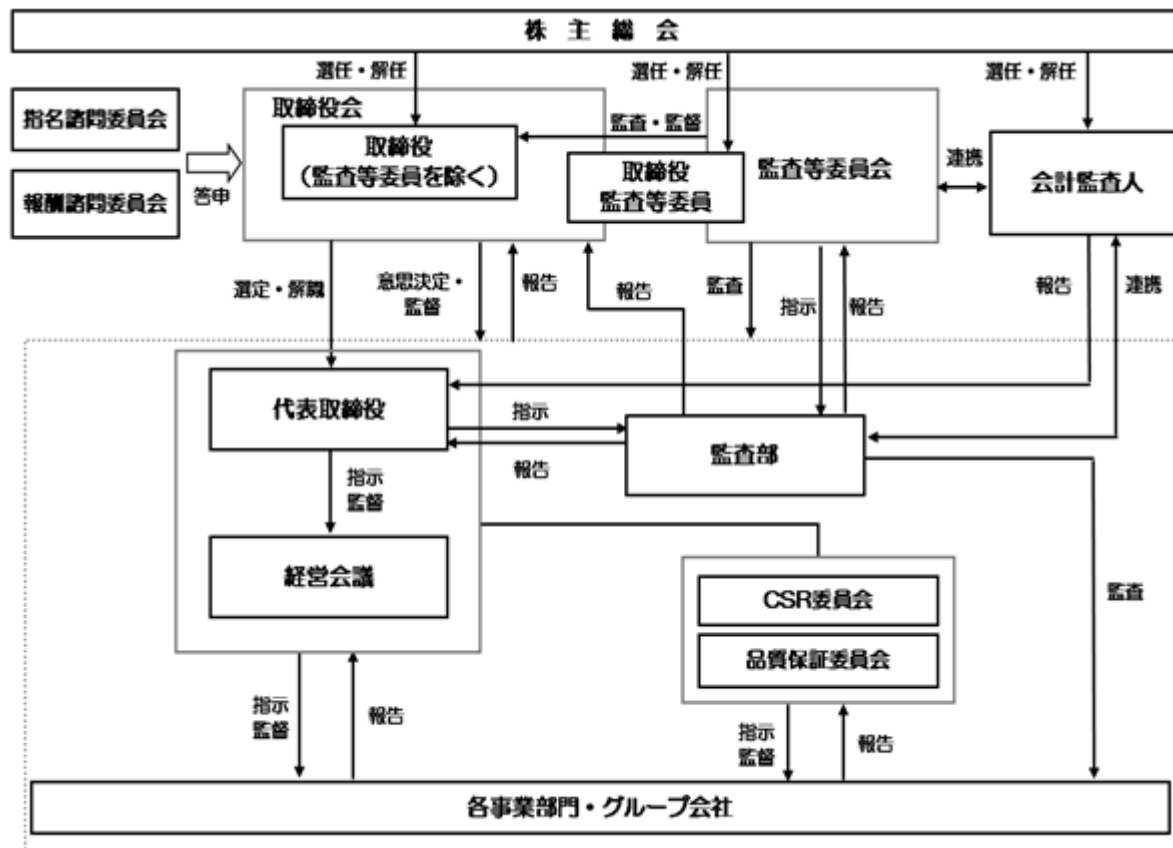 株主総会
選任・解任
選任・解任
選任・解任
指名諮問委員会
報酬諮問委員会
答申
取締役会
取締役
（監査等委員を除く）
監査・監督
取締役
監査等委員
監査等委員会
連携
会計監査人
選定・解職
意思決定・
監督
報告
報告
監査
指示
報告
報告
連携
代表取締役
指示
報告
監査部
指示
監督
経営会議
CSR委員会
品質保証委員会
監査
指示
監督
報告
指示
監督
報告
各事業部門・グループ会社